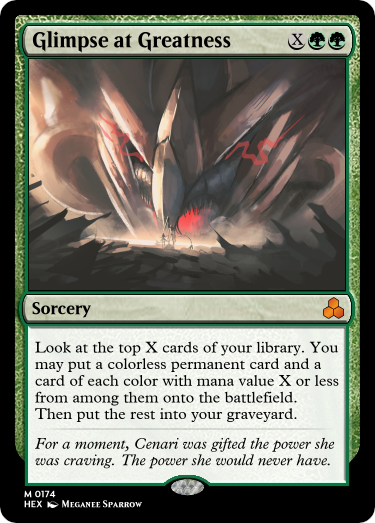 Glimpse at Greatness X
Sorcery
Look at the top X cards of your library. You
may put a colorless permanent card and a
card of each color with mana value X or less
from among them onto the battlefield.
Then put the rest into your graveyard.
For a moment, Cenari was gifted the power she
was craving. The power she would never have.
M 0174
HEX Meganee Sparrow